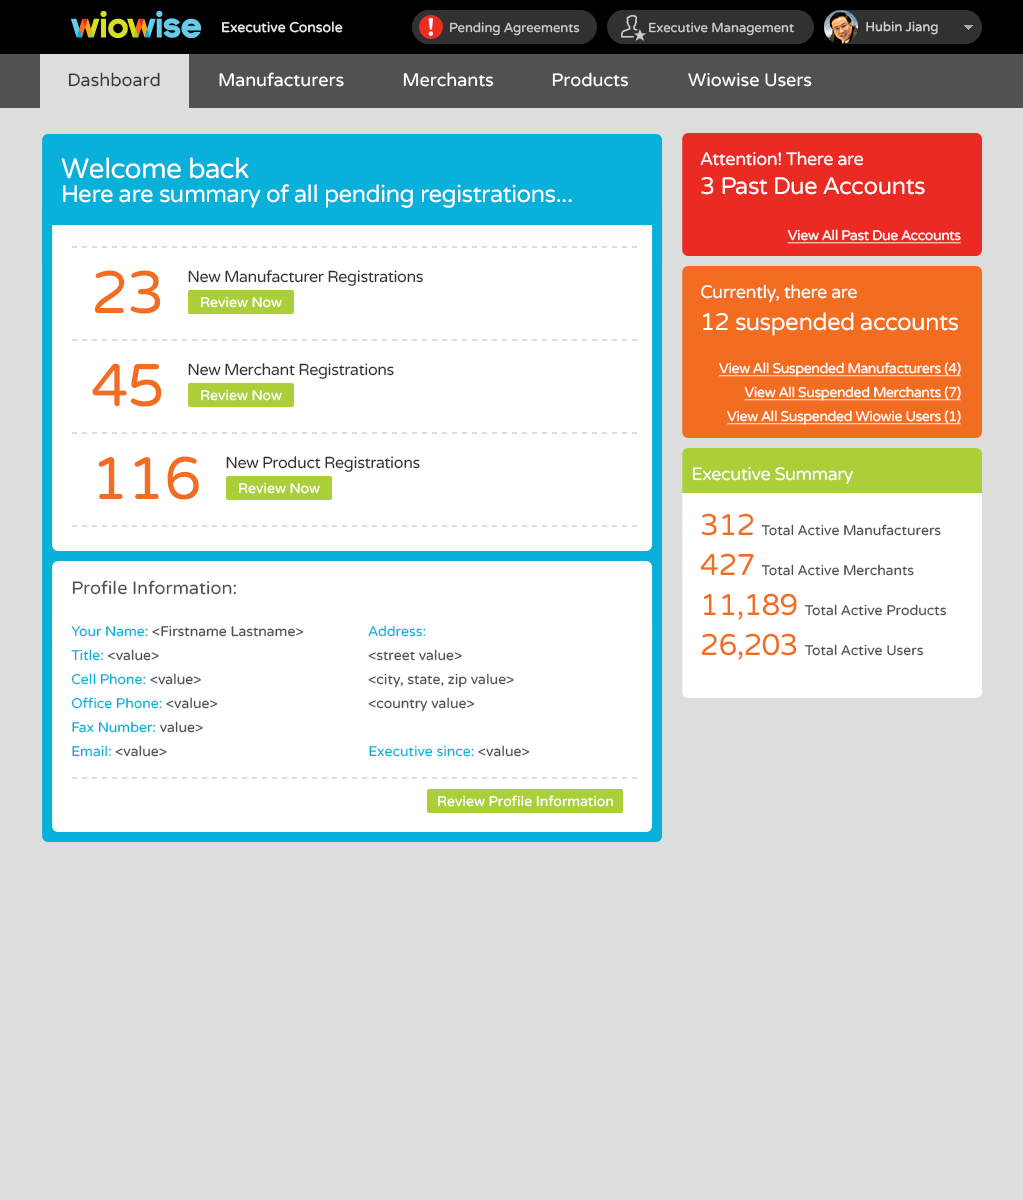 wiowise Executive Console Pending Agreements Executive Management Hubin Jiang
Dashboard Manufacturers Merchants Products Wiowise Users
Welcome back
Here are summary of all pending registrations...
23 New Manufacturer Registrations
Review Now
45 New Merchant Registrations
Review Now
116 New Product Registrations
Review Now
Profile Information:
Your Name: <Firstname Lastname>
Title: <value>
Cell Phone: <value>
Office Phone: <value>
Fax Number: value>
Email: <value>
Address:
<street value>
<city, state, zip value>
<country value>
Executive since: <value>
Review Profile Information
Attention! There are
3 Past Due Accounts
View All Past Due Accounts
Currently, there are
12 suspended accounts
View All Suspended Manufacturers (4)
View All Suspended Merchants (7)
View All Suspended Wiowie Users (1)
Executive Summary
312 Total Active Manufacturers
427 Total Active Merchants
11,189 Total Active Products
26,203 Total Active Users